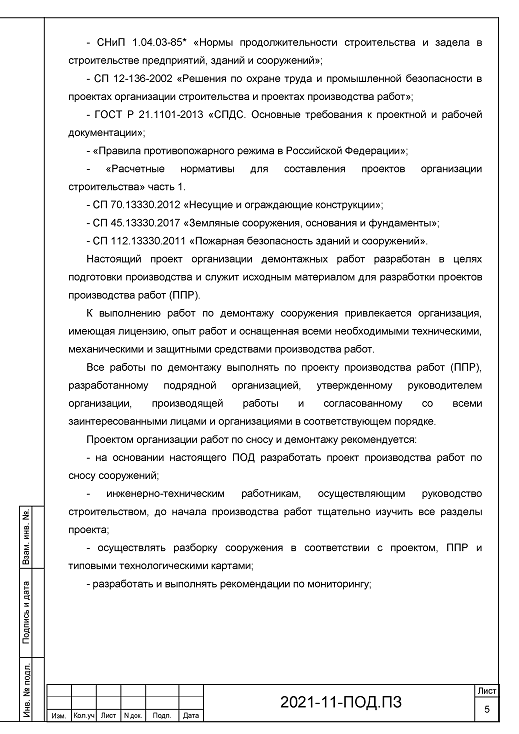 - СНиП 1.04.03-85* «Нормы продолжительности строительства и задела в
строительстве предприятий, зданий и сооружений»;
- СП 12-136-2002 «Решения по охране труда и промышленной безопасности в
проектах организации строительства и проектах производства работ»;
- ГОСТ Р 21.1101-2013 «СПДС. Основные требования к проектной и рабочей
документации»;
- «Правила противопожарного режима в Российской Федерации»;
- «Расчетные нормативы для составления проектов организации
строительства» часть 1.
- СП 70.13330.2012 «Несущие и ограждающие конструкции»;
- СП 45.13330.2017 «Земляные сооружения, основания и фундаменты»;
- СП 112.13330.2011 «Пожарная безопасность зданий и сооружений».
Настоящий проект организации демонтажных работ разработан в целях
подготовки производства и служит исходным материалом для разработки проектов
производства работ (ППР).
К выполнению работ по демонтажу сооружения привлекается организация,
имеющая лицензию, опыт работ и оснащенная всеми необходимыми техническими,
механическими и защитными средствами производства работ.
Все работы по демонтажу выполнять по проекту производства работ (ППР),
разработанному подрядной организацией, утвержденному руководителем
организации, производящей работы и согласованному со всеми
заинтересованными лицами и организациями в соответствующем порядке.
Проектом организации работ по сносу и демонтажу рекомендуется:
- на основании настоящего ПОД разработать проект производства работ по
сносу сооружений;
- инженерно-техническим работникам, осуществляющим руководство
строительством, до начала производства работ тщательно изучить все разделы
проекта;
- осуществлять разборку сооружения в соответствии с проектом, ППР и
типовыми технологическими картами;
- разработать и выполнять рекомендации по мониторингу;
Взам. инв. №.
Подпись и дата
Инв. № подл.
Изм. Кол.уч Лист N док. Подп. Дата
2021-11-ПОД.ПЗ
Лист
5